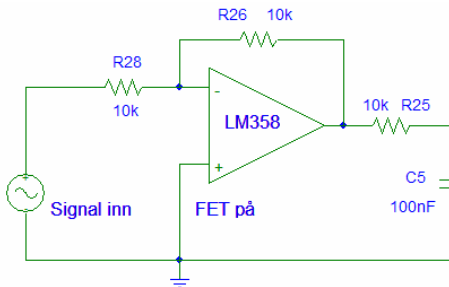 R26 10k
R28
10k
-
LM358
+
10k R25
C5
100nF
+
-
Signal inn
FET på